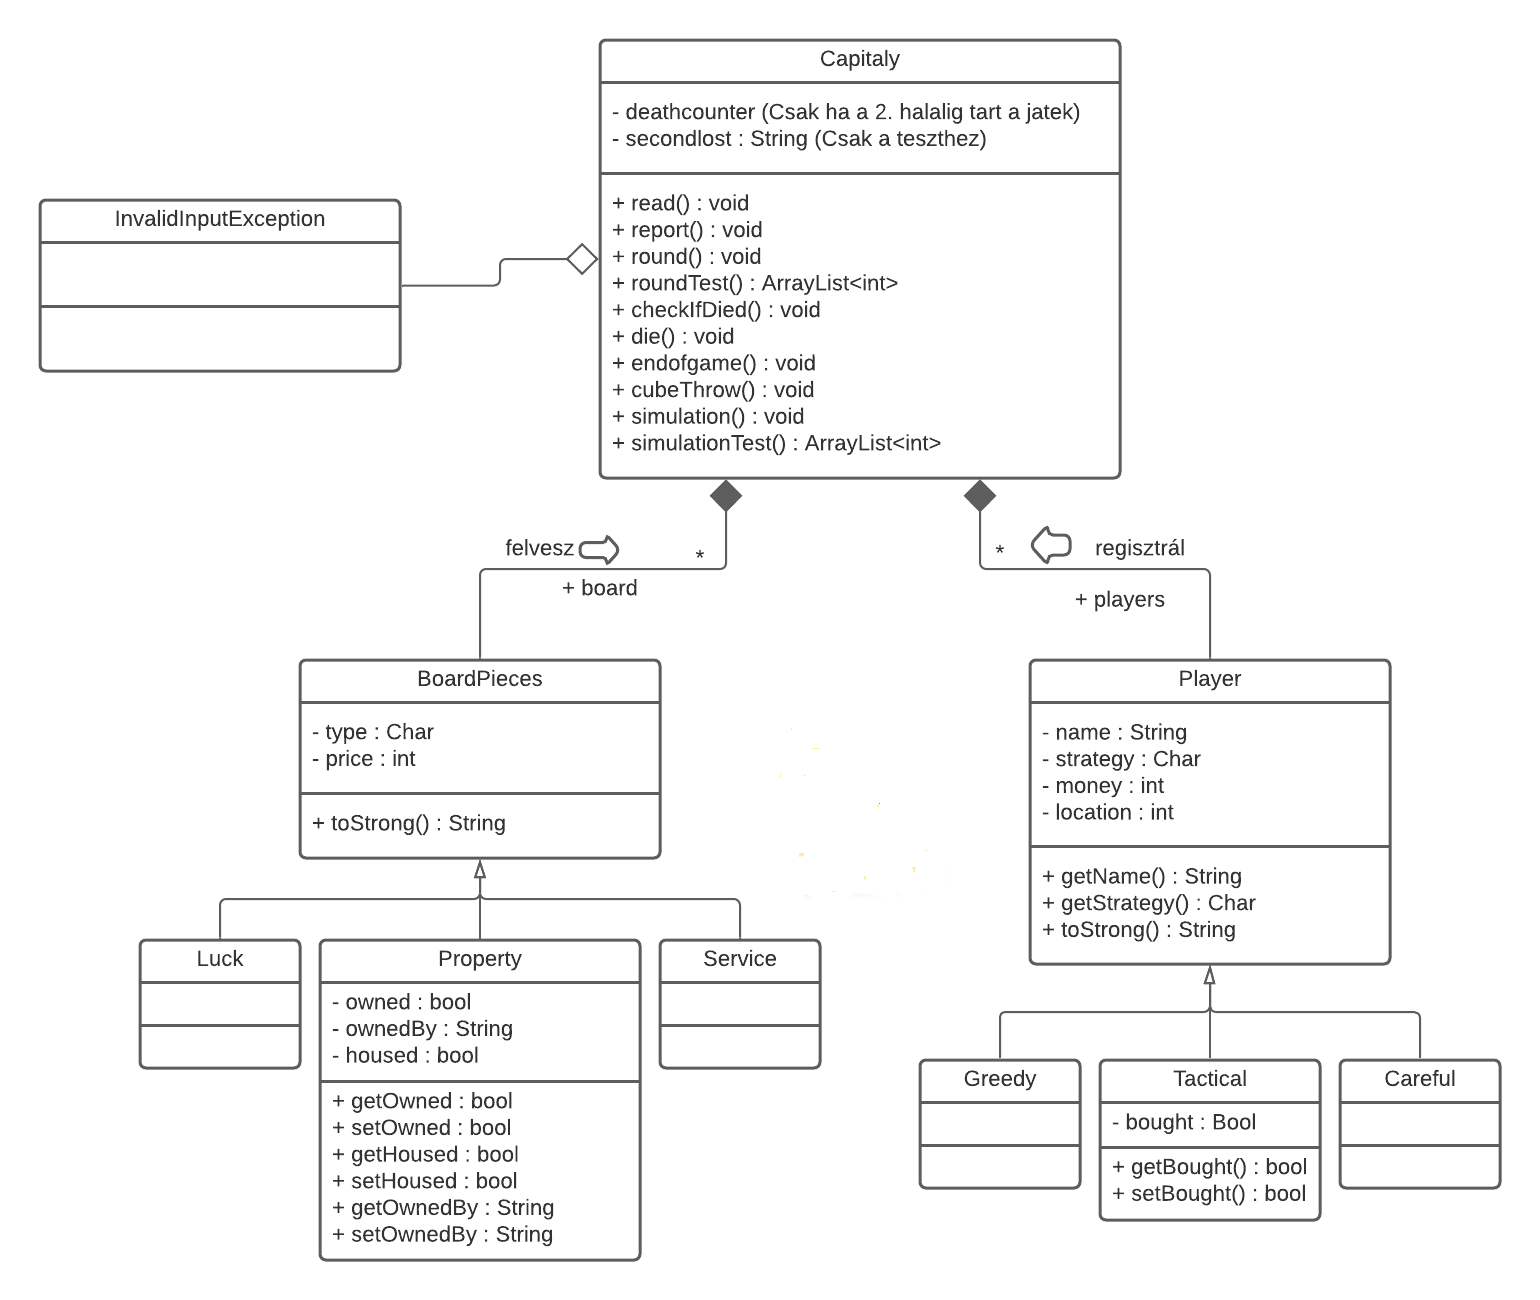 Capitaly
- deathcounter (Csak ha a 2. halalig tart a jatek)
- secondlost : String (Csak a teszthez)
+ read() : void
+ report() : void
+ round() : void
+ roundTest() : ArrayList<int>
+ checkIfDied() : void
+ die() : void
+ endofgame() : void
+ cubeThrow() : void
+ simulation() : void
+ simulationTest() : ArrayList<int>
InvalidInputException
felvesz
*
+ board
*
regisztrál
+ players
BoardPieces
- type : Char
- price : int
+ toStrong() : String
Player
- name : String
- strategy : Char
- money : int
- location : int
+ getName() : String
+ getStrategy() : Char
+ toStrong() : String
Luck
Property
- owned : bool
- ownedBy : String
- housed : bool
+ getOwned : bool
+ setOwned : bool
+ getHoused : bool
+ setHoused : bool
+ getOwnedBy : String
+ setOwnedBy : String
Service
Greedy
Tactical
- bought : Bool
+ getBought() : bool
+ setBought() : bool
Careful